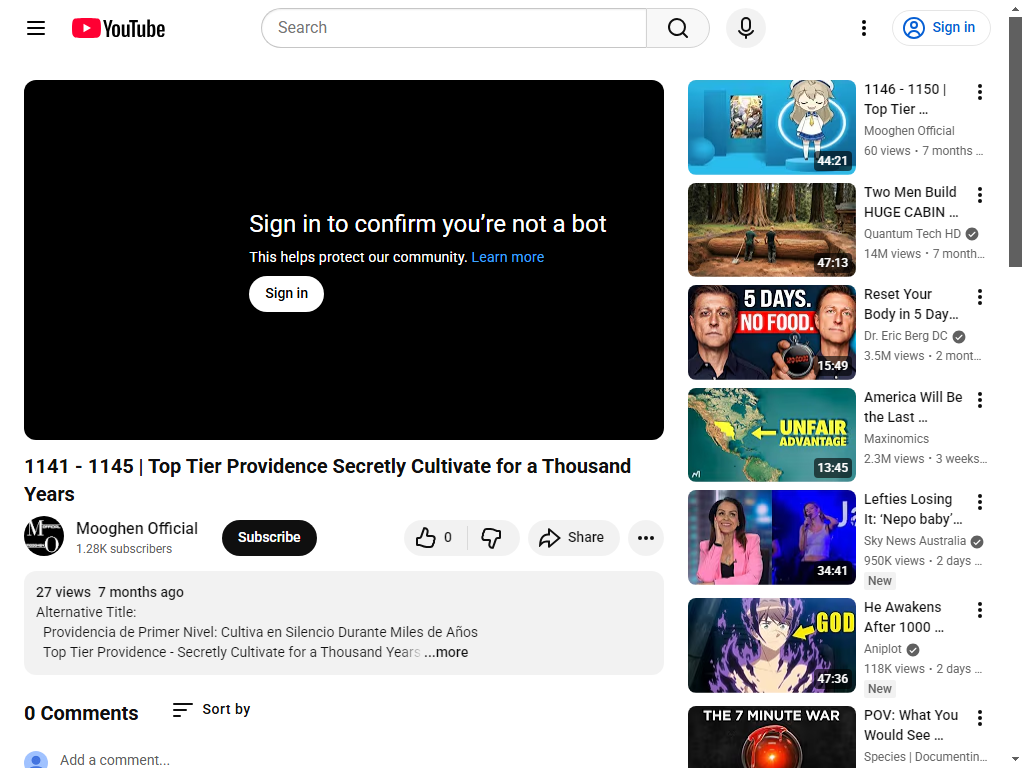 YouTube
Search
Sign in
Sign in to confirm you’re not a bot
This helps protect our community. Learn more
Sign in
1141 - 1145 | Top Tier Providence Secretly Cultivate for a Thousand
Years
Mooghen Official
1.28K subscribers
Subscribe
0
Share
27 views 7 months ago
Alternative Title:
Providencia de Primer Nivel: Cultiva en Silencio Durante Miles de Años
Top Tier Providence - Secretly Cultivate for a Thousand Years ...more
0 Comments
Sort by
Add a comment...
44:21
1146 - 1150 |
Top Tier ...
Mooghen Official
60 views • 7 months ...
47:13
Two Men Build
HUGE CABIN ...
Quantum Tech HD
14M views • 7 month...
5 DAYS.
NO FOOD.
15:49
Reset Your
Body in 5 Day...
Dr. Eric Berg DC
3.5M views • 2 mont...
UNFAIR
ADVANTAGE
13:45
America Will Be
the Last ...
Maxinomics
2.3M views • 3 weeks...
34:41
Lefties Losing
It: ‘Nepo baby’...
Sky News Australia
950K views • 2 days ...
New
GOD
47:36
He Awakens
After 1000 ...
Aniplot
118K views • 2 days ...
New
THE 7 MINUTE WAR
POV: What You
Would See ...
Species | Documentin...